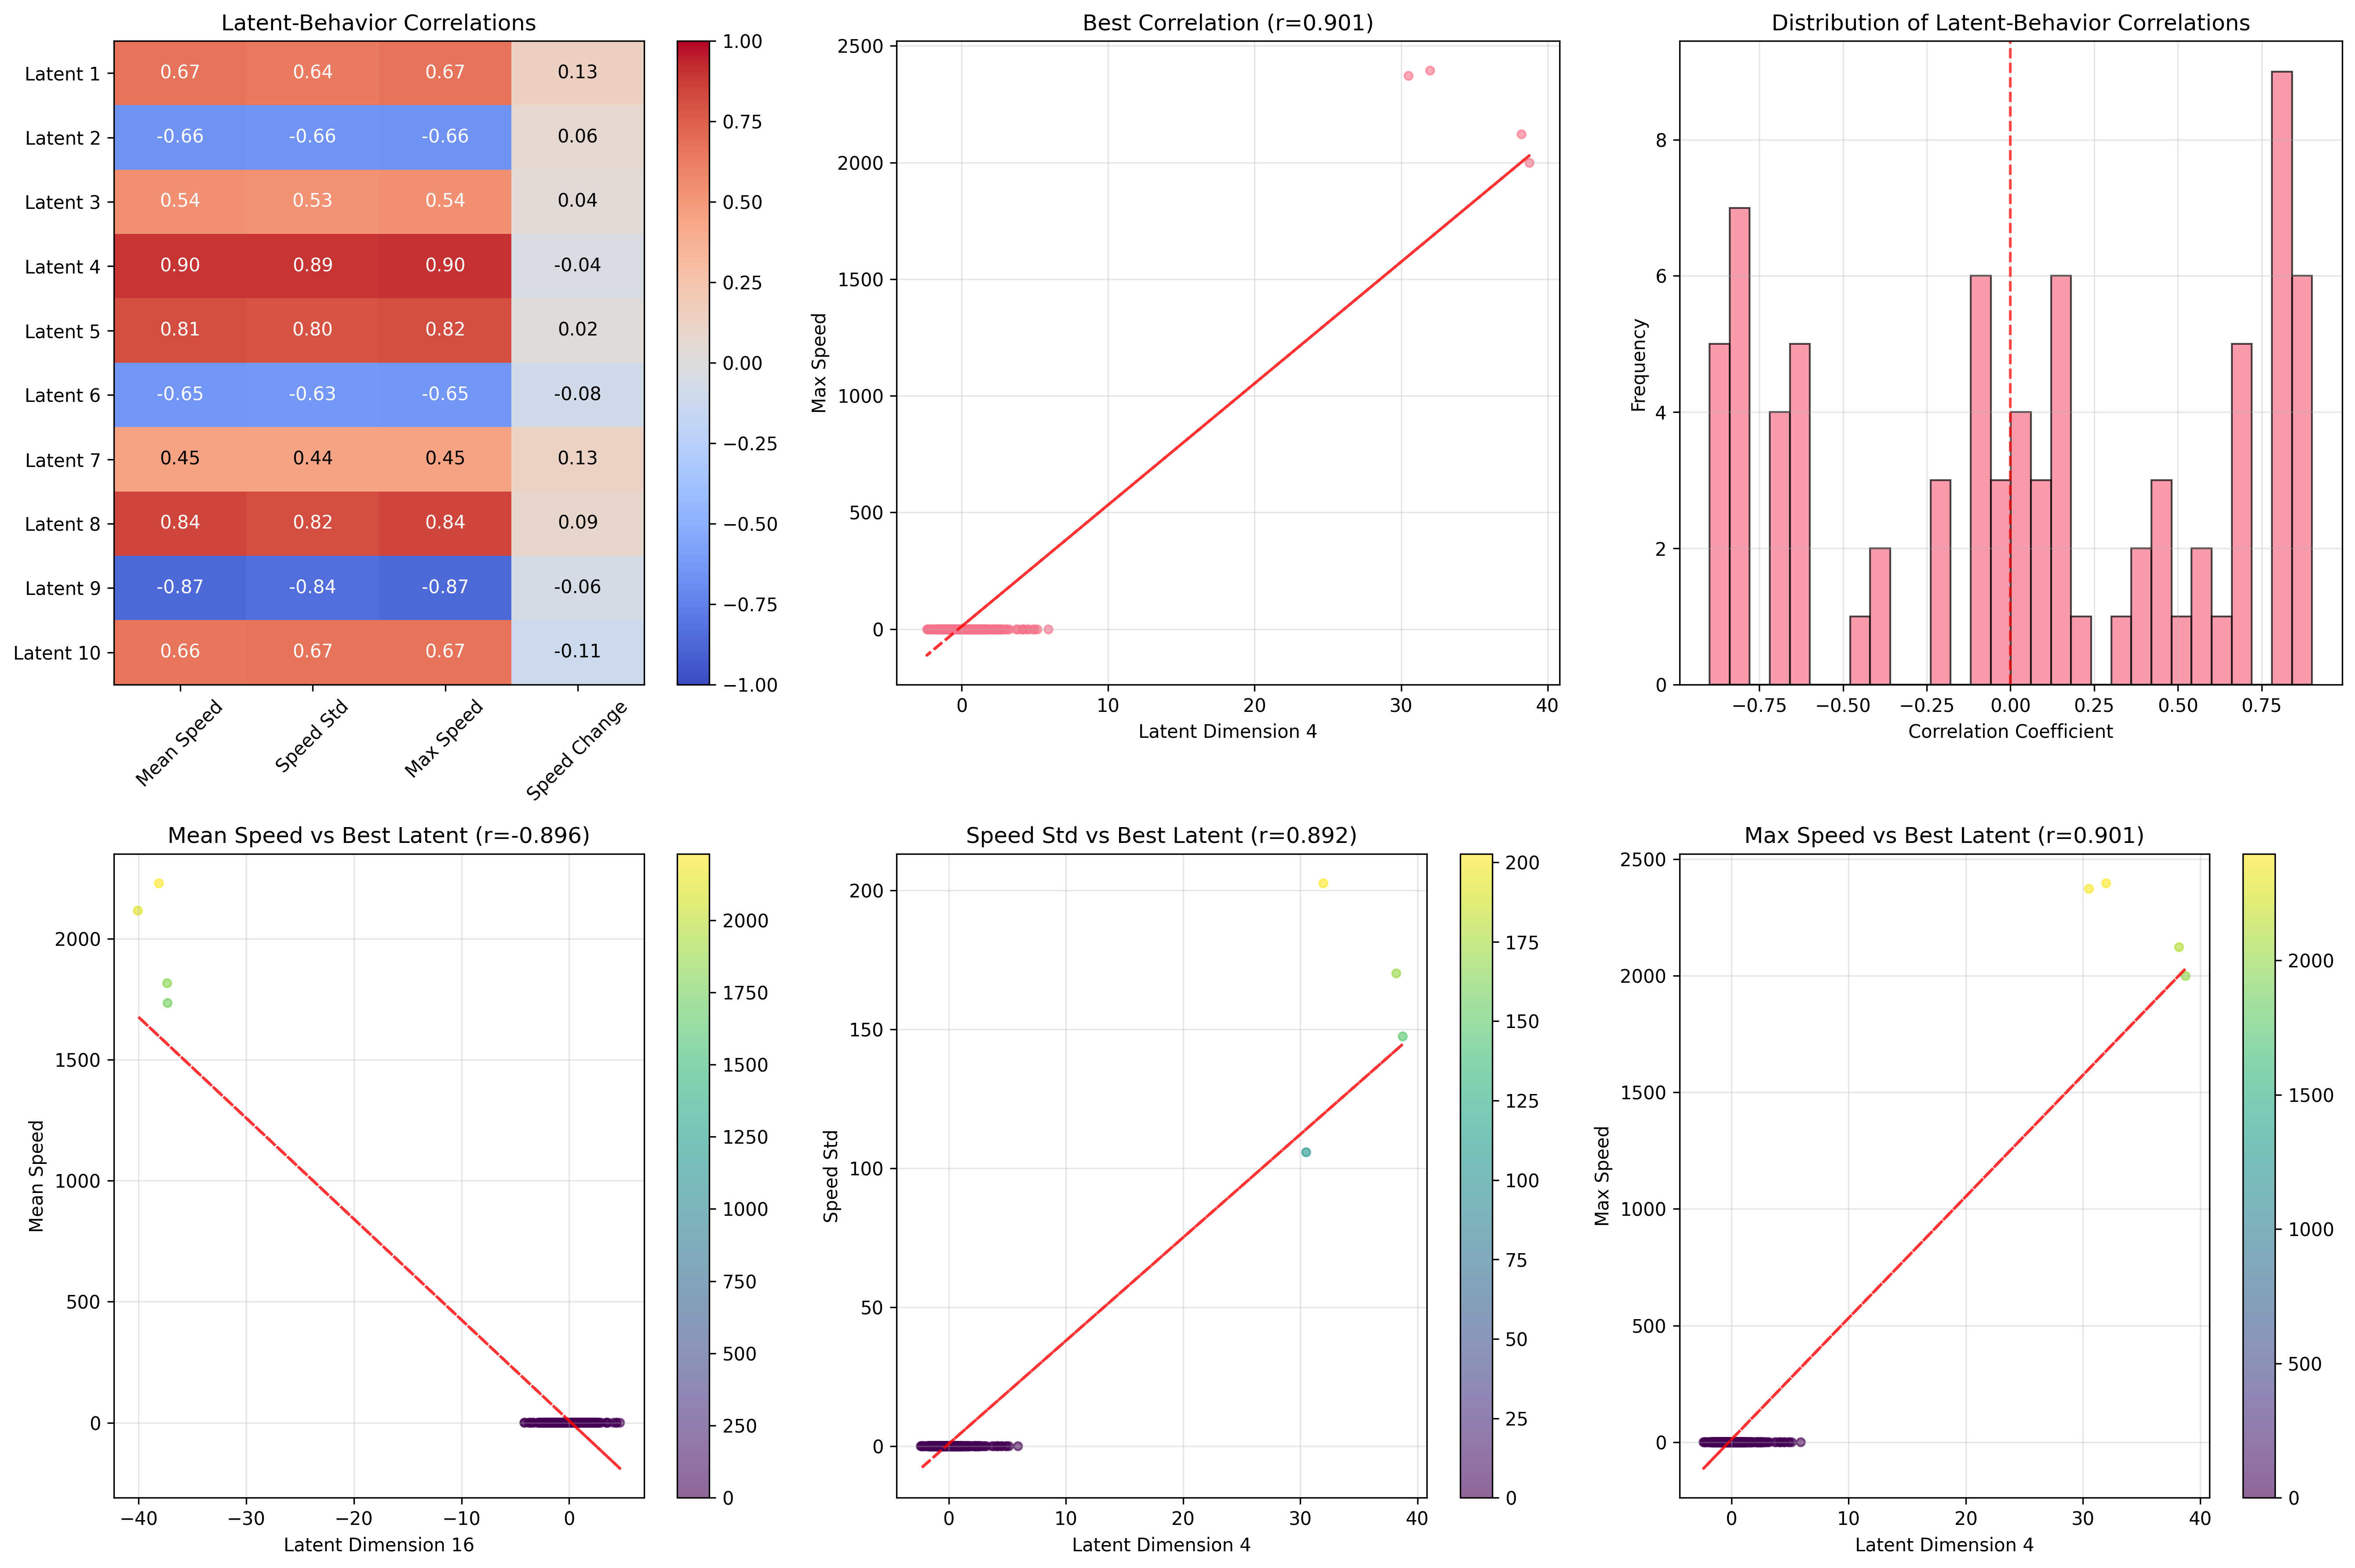 Latent-Behavior Correlations
Latent 1 0.67 0.64 0.67 0.13
Latent 2 -0.66 -0.66 -0.66 0.06
Latent 3 0.54 0.53 0.54 0.04
Latent 4 0.90 0.89 0.90 -0.04
Latent 5 0.81 0.80 0.82 0.02
Latent 6 -0.65 -0.63 -0.65 -0.08
Latent 7 0.45 0.44 0.45 0.13
Latent 8 0.84 0.82 0.84 0.09
Latent 9 -0.87 -0.84 -0.87 -0.06
Latent 10 0.66 0.67 0.67 -0.11
Mean Speed
Speed Std
Max Speed
Speed Change
1.00
0.75
0.50
0.25
0.00
−0.25
−0.50
−0.75
−1.00
Best Correlation (r=0.901)
Max Speed
2500
2000
1500
1000
500
0
0 10 20 30 40
Latent Dimension 4
Distribution of Latent-Behavior Correlations
Frequency
8
6
4
2
0
−0.75 −0.50 −0.25 0.00 0.25 0.50 0.75
Correlation Coefficient
Mean Speed vs Best Latent (r=-0.896)
Mean Speed
2000
1500
1000
500
0
−40 −30 −20 −10 0
Latent Dimension 16
2000
1750
1500
1250
1000
750
500
250
0
Speed Std vs Best Latent (r=0.892)
Speed Std
200
150
100
50
0
0 10 20 30 40
Latent Dimension 4
200
175
150
125
100
75
50
25
0
Max Speed vs Best Latent (r=0.901)
Max Speed
2500
2000
1500
1000
500
0
0 10 20 30 40
Latent Dimension 4
2000
1500
1000
500
0